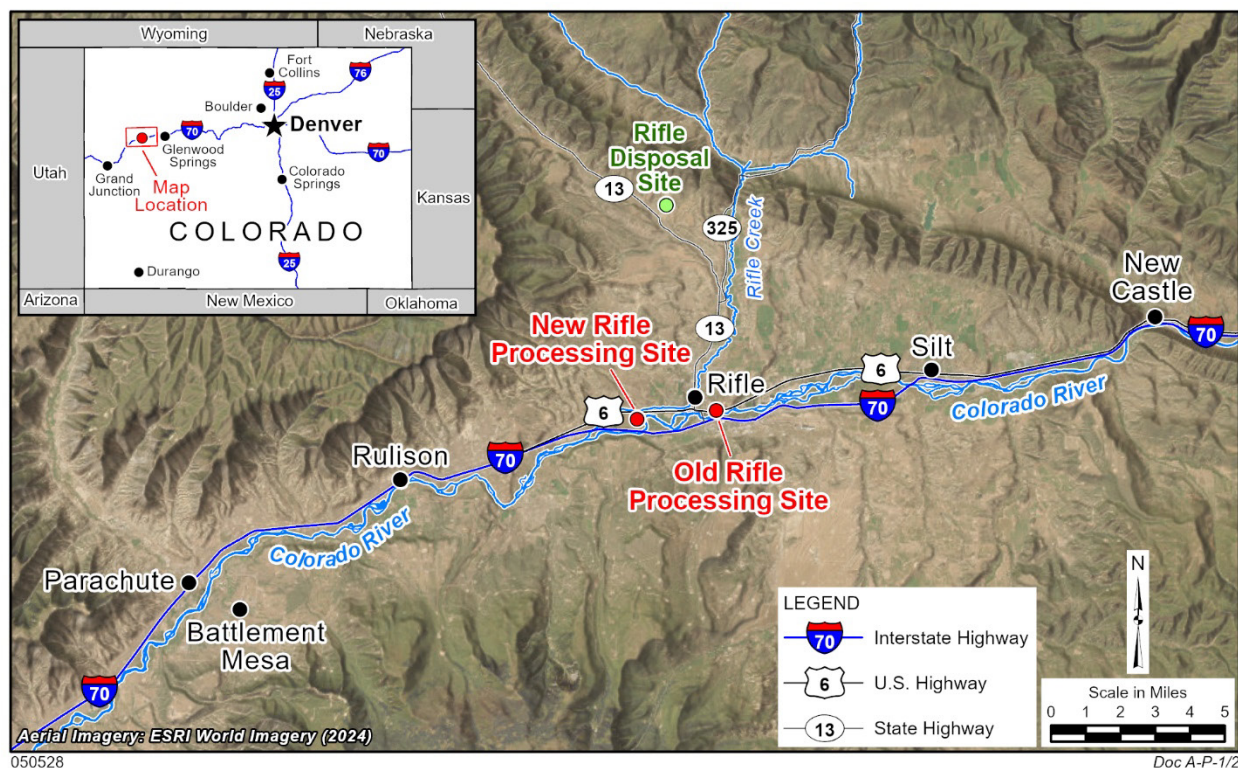 Wyoming
Nebraska
Fort
Collins
76
25
Boulder
Denver
70
Glenwood
Springs
70
Utah
Grand
Junction
Map
Location
Colorado
Springs
Kansas
COLORADO
25
Durango
Arizona
New Mexico
Oklahoma
Rifle
Disposal
Site
13
325
Rifle Creek
13
New Rifle
Processing Site
New
Castle
70
Silt
6
Rifle
6
70
Colorado River
Old Rifle
Processing Site
70
Rulison
Colorado River
Parachute
Battlement
Mesa
70
LEGEND
70 Interstate Highway
6 U.S. Highway
13 State Highway
N
Scale in Miles
0 1 2 3 4 5
Aerial Imagery: ESRI World Imagery (2024)
050528
Doc A-P-1/2